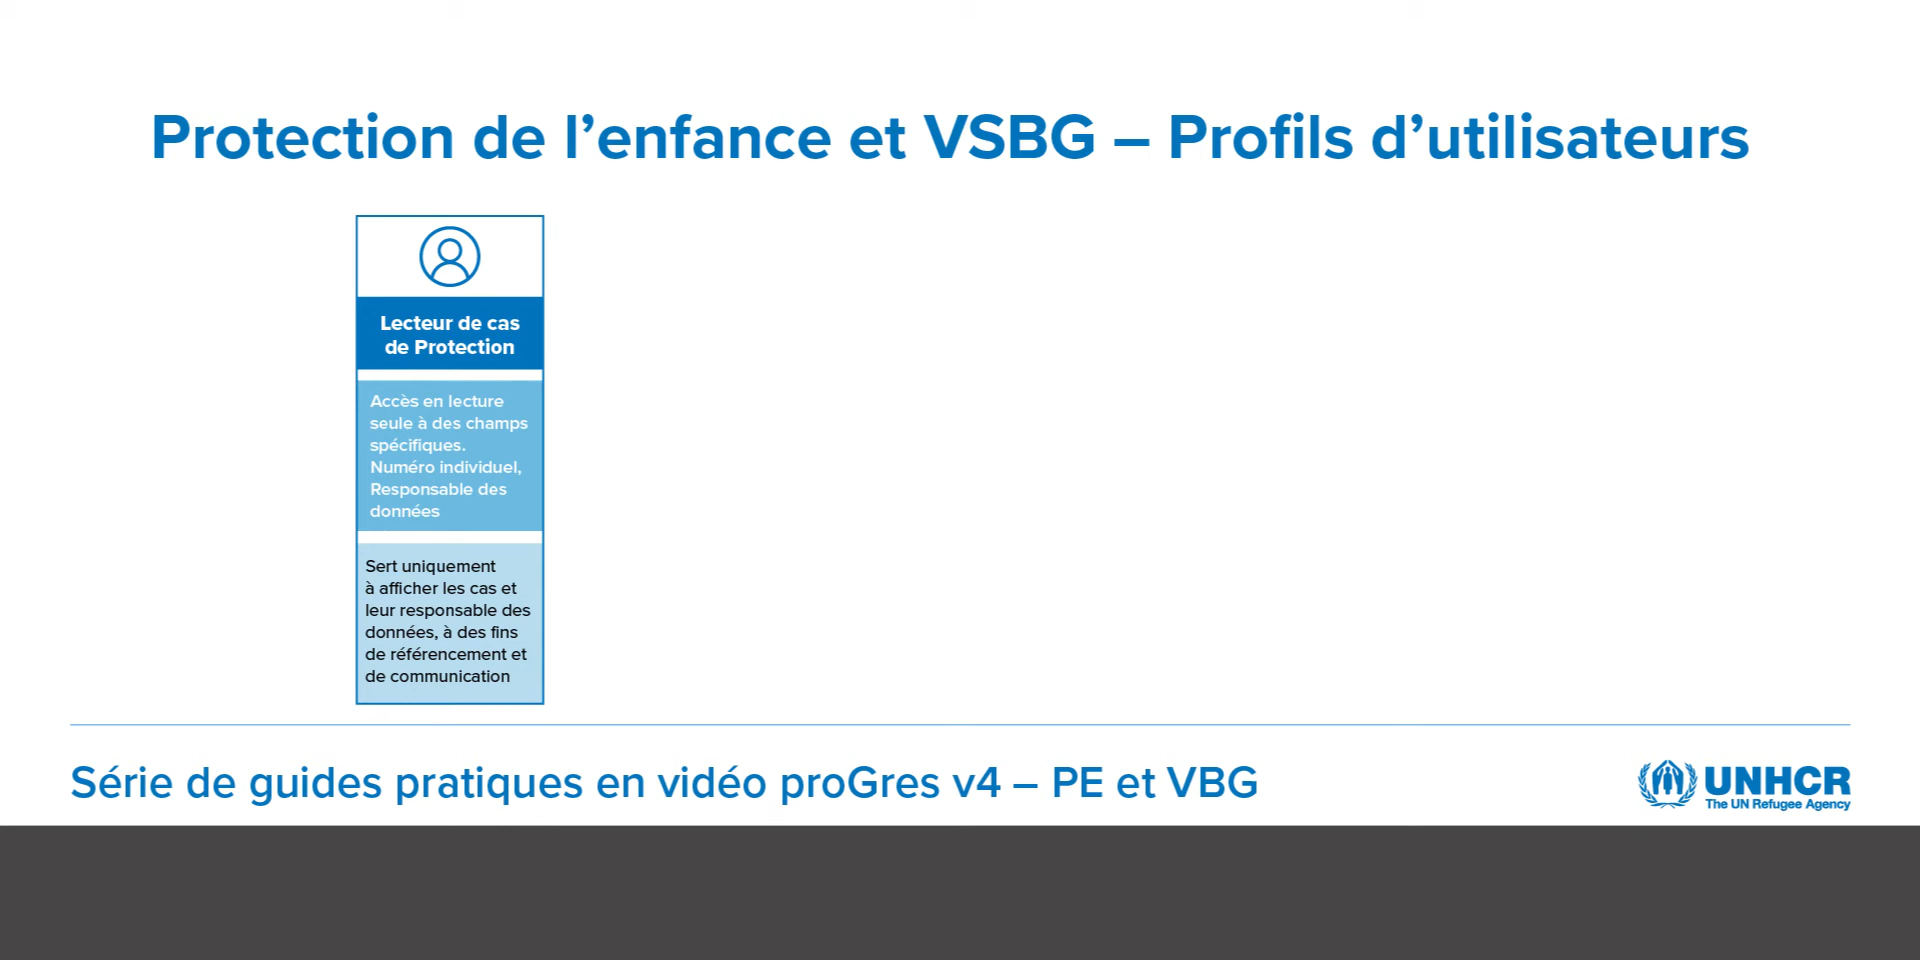 Protection de l’enfance et VSBG – Profils d’utilisateurs
Lecteur de cas
de Protection
Accès en lecture
seule à des champs
spécifiques.
Numéro individuel,
Responsable des
données
Sert uniquement
à afficher les cas et
leur responsable des
données, à des fins
de référencement et
de communication
Série de guides pratiques en vidéo proGres v4 – PE et VBG
UNHCR
The UN Refugee Agency